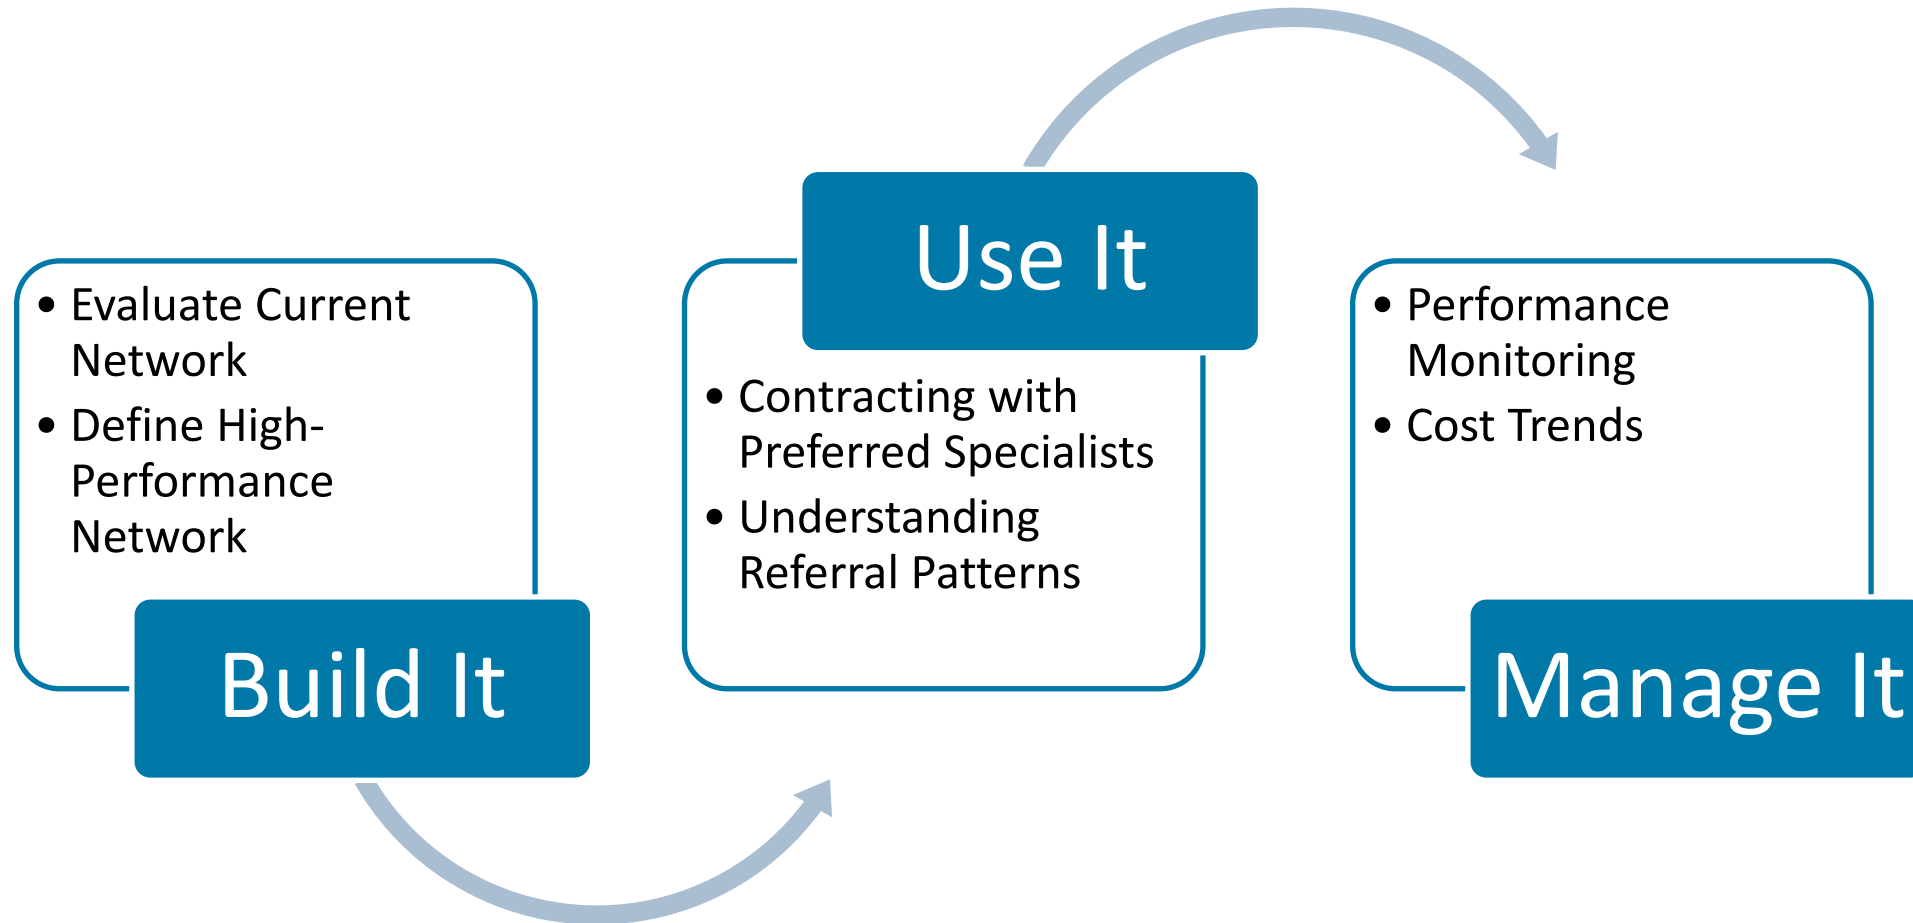 • Evaluate Current
Network
• Define High-
Performance
Network
Build It
Use It
• Contracting with
Preferred Specialists
• Understanding
Referral Patterns
• Performance
Monitoring
• Cost Trends
Manage It